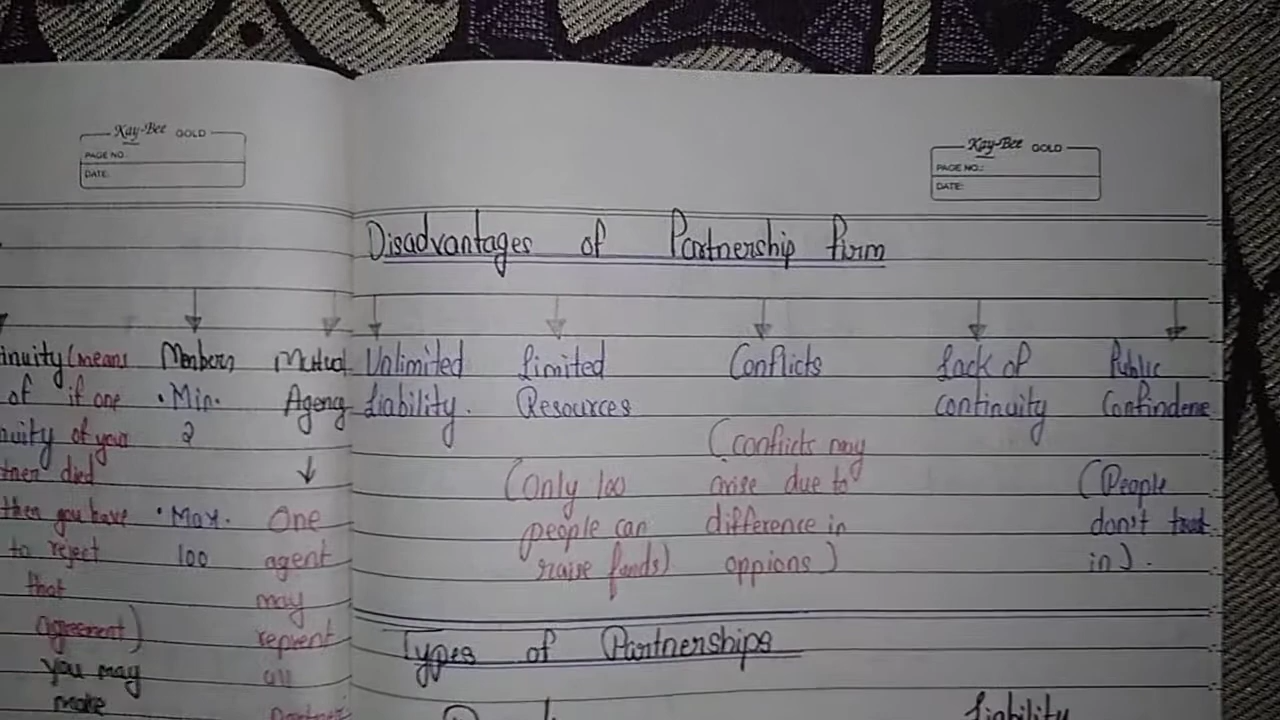 Kay-Bee GOLD
PAGE NO.
DATE:
inuity (means
of if one
nuity of your
tner died
then you have
to reject
that
agreement)
you may
make
Members
• Min.
2
• Max.
100
Mutual
Agency
One
agent
may
reprent
all
Kay-Bee GOLD
PAGE NO.:
DATE:
Disadvantages of Partnership firm
Unlimited
Liability.
Limited
Resources
(Only 100
people can
raise funds)
Conflicts
(conflicts may
arise due to
difference in
oppions)
Lack of
continuity
Public
Confindene
(People
don't trust
in).
Types of Partnerships
liability